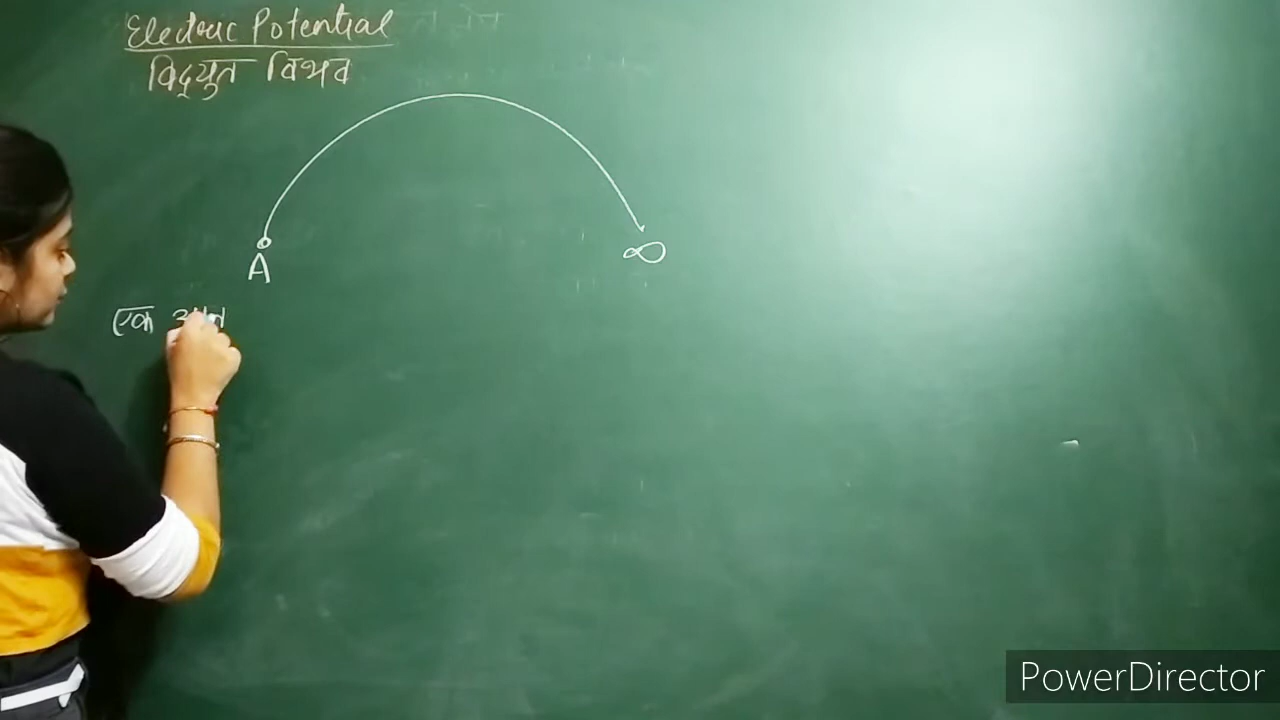 Electric Potential
विद्युत विभव
A
∞
एक
PowerDirector